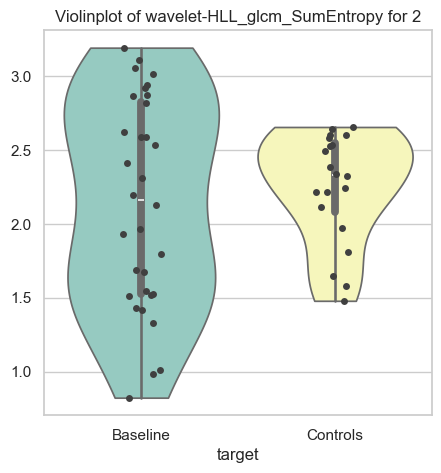 Violinplot of wavelet-HLL_glcm_SumEntropy for 2
3.0
2.5
2.0
1.5
1.0
Baseline Controls
target